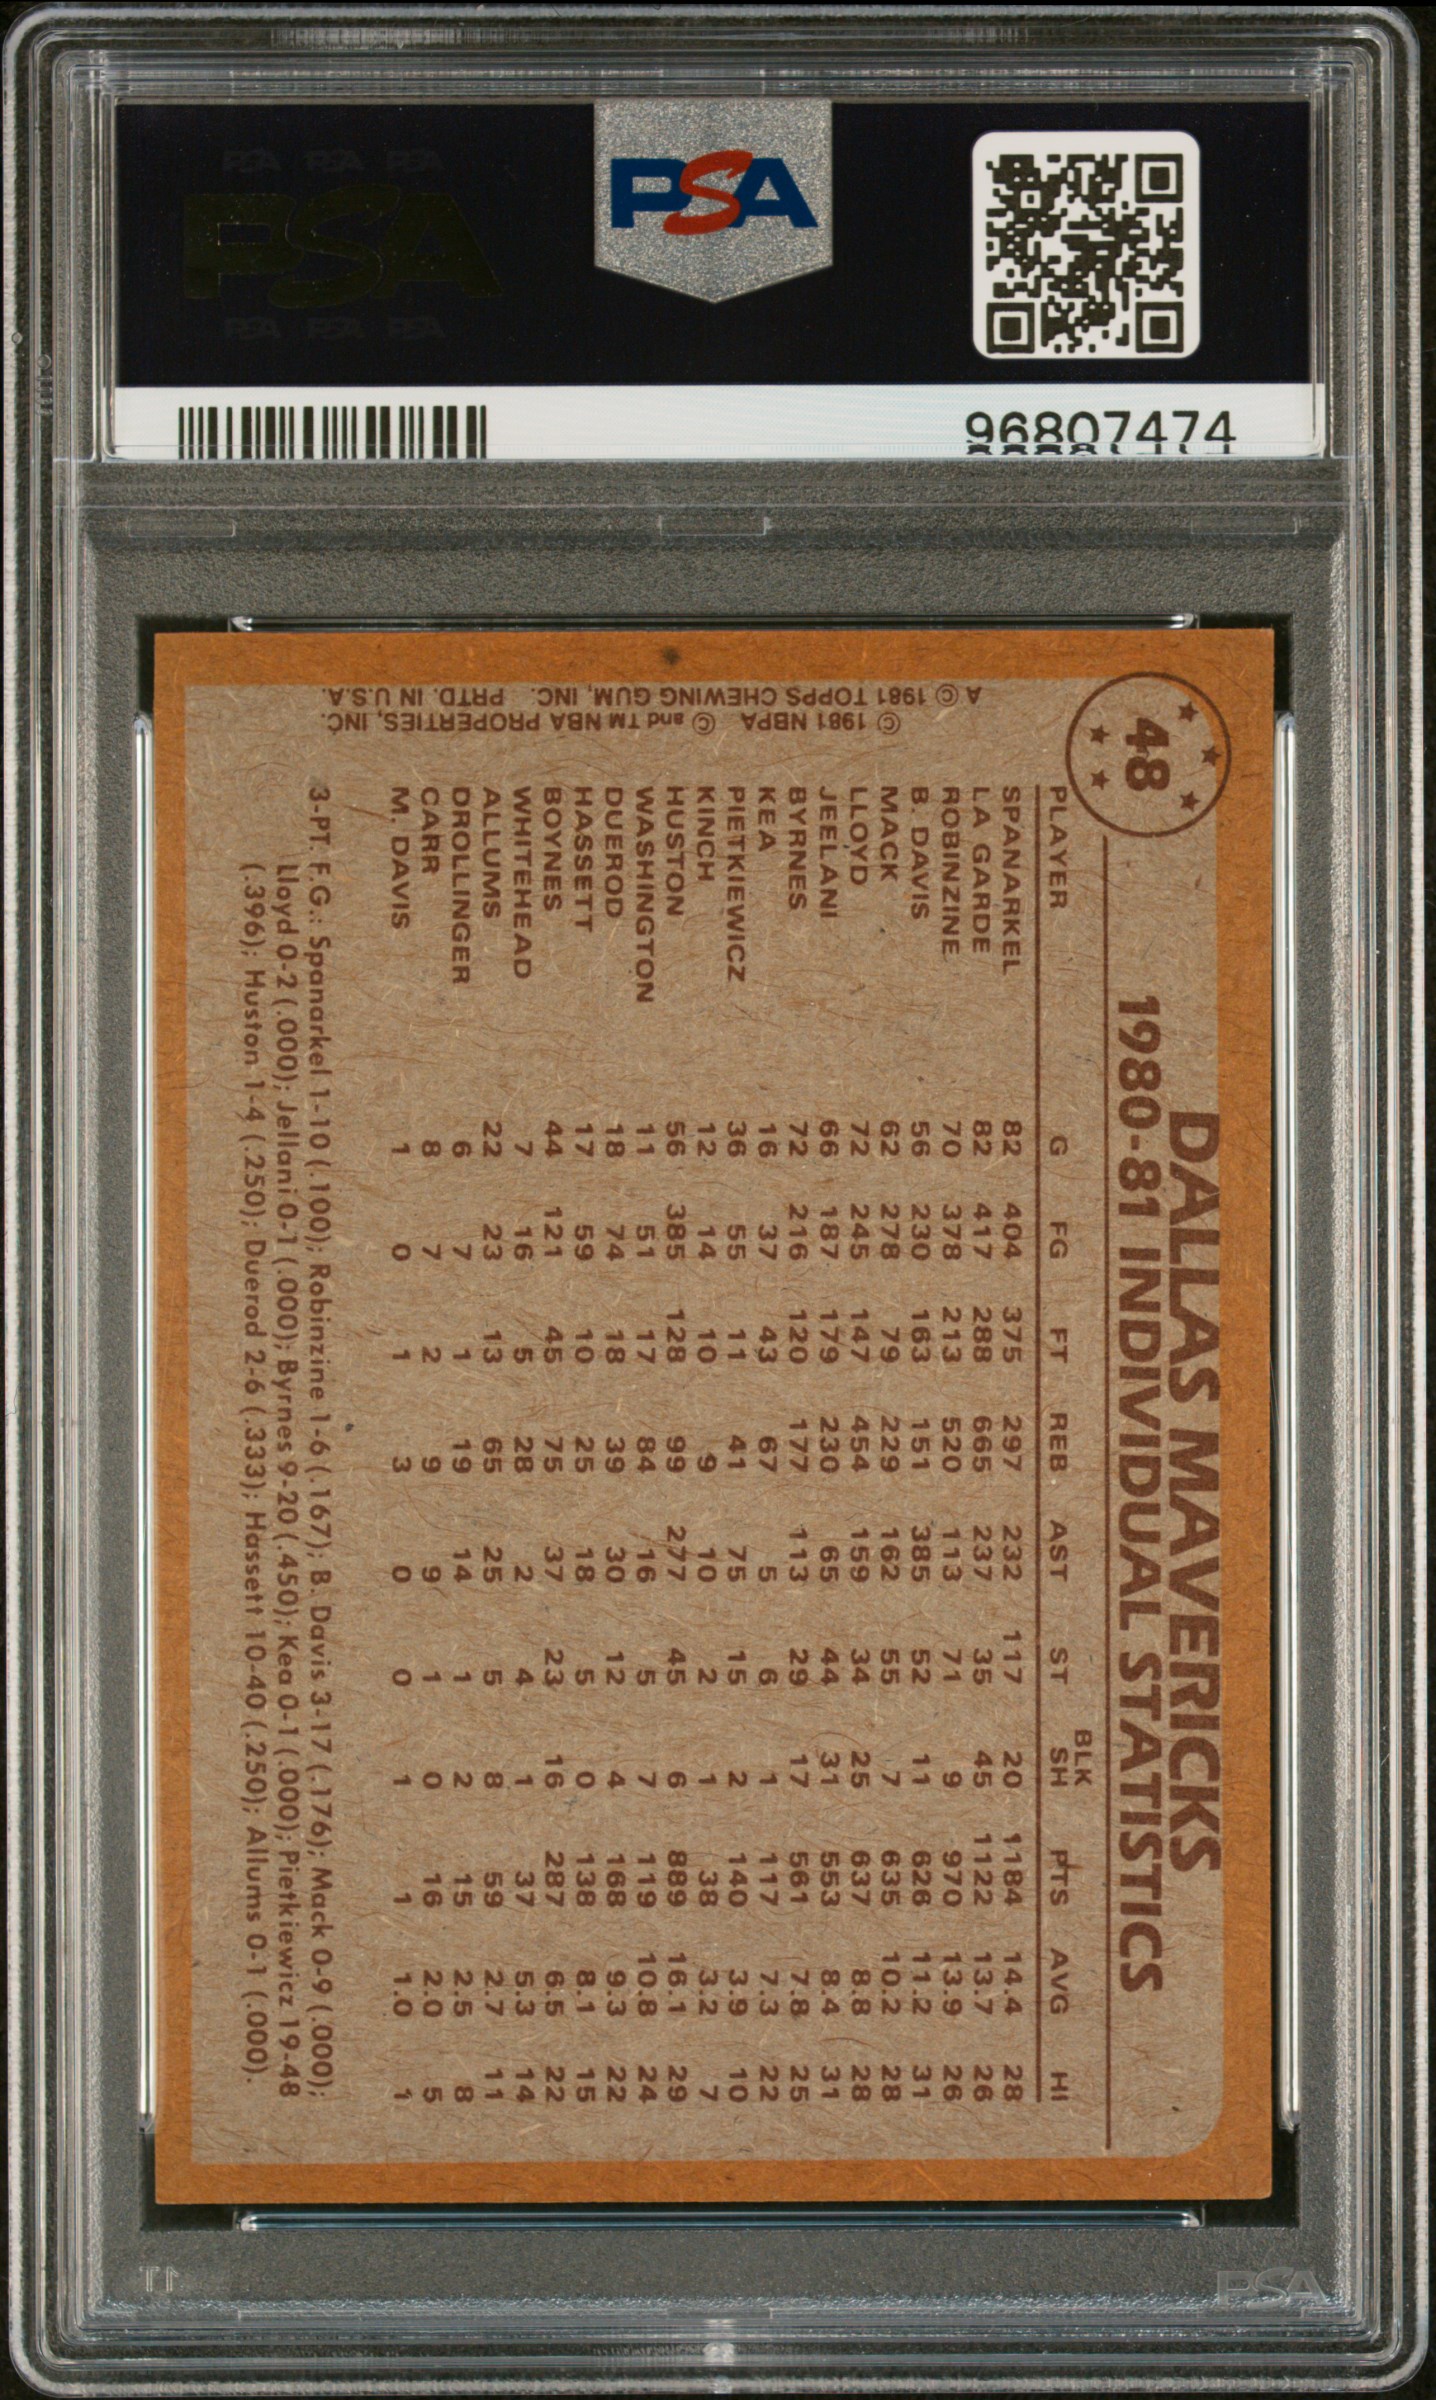 PSA PSA PSA
PSA
PSA PSA PSA
PSA
96807474
48
DALLAS MAVERICKS
1980-81 INDIVIDUAL STATISTICS
PLAYER G FG FT REB AST ST BLK SH PTS AVG HI
SPANARKEL 82 404 375 297 232 117 20 1184 14.4 28
LA GARDE 82 417 288 665 237 35 45 1122 13.7 26
ROBINZINE 70 378 213 520 113 71 9 970 13.9 26
B. DAVIS 56 230 163 151 385 52 11 626 11.2 31
MACK 62 278 79 229 162 55 7 635 10.2 28
LLOYD 72 245 147 454 159 34 25 637 8.8 28
JEELANI 66 187 179 230 65 44 31 553 8.4 31
BYRNES 72 216 120 177 113 29 17 561 7.8 25
KEA 16 37 43 67 5 6 1 117 7.3 22
PIETKIEWICZ 36 55 11 41 75 15 2 140 3.9 10
KINCH 12 14 10 9 10 2 1 38 3.2 7
HUSTON 56 385 128 99 277 45 6 889 16.1 29
WASHINGTON 11 51 17 84 16 5 7 119 10.8 24
DUEROD 18 74 18 39 30 12 4 168 9.3 22
HASSETT 17 59 10 25 18 5 0 138 8.1 15
BOYNES 44 121 45 75 37 23 16 287 6.5 22
WHITEHEAD 7 16 5 28 2 4 1 37 5.3 14
ALLUMS 22 23 13 65 25 5 8 59 2.7 11
DROLLINGER 6 7 1 19 14 1 2 15 2.5 8
CARR 8 7 2 9 9 1 0 16 2.0 5
M. DAVIS 1 0 1 3 0 0 1 1 1.0 1
3-PT. F.G.: Spanarkel 1-10 (.100); Robinzine 1-6 (.167); B. Davis 3-17 (.176); Mack 0-9 (.000);
Lloyd 0-2 (.000); Jellani 0-1 (.000); Byrnes 9-20 (.450); Kea 0-1 (.000); Pietkiewicz 19-48
(.396); Huston 1-4 (.250); Duerod 2-6 (.333); Hassett 10-40 (.250); Allums 0-1 (.000).
© 1981 NBPA © and TM NBA PROPERTIES, INC.
A © 1981 TOPPS CHEWING GUM, INC. PRTD. IN U.S.A.
PSA